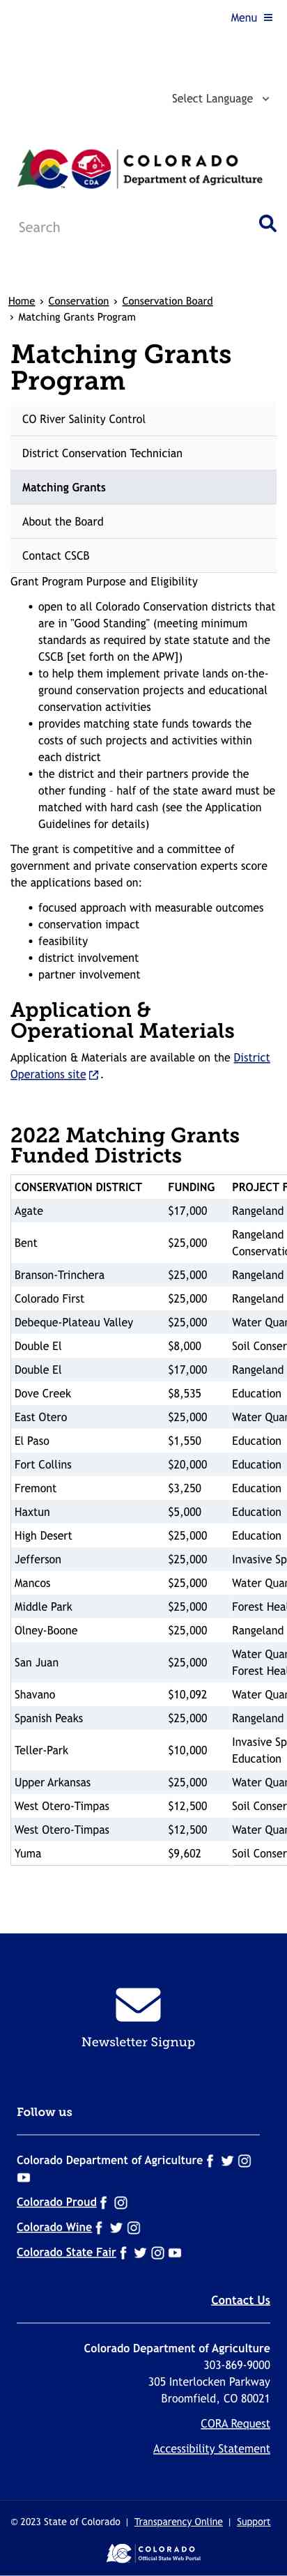 Menu
Select Language
CDA
COLORADO
Department of Agriculture
Search
Home › Conservation › Conservation Board
› Matching Grants Program
Matching Grants
Program
CO River Salinity Control
District Conservation Technician
Matching Grants
About the Board
Contact CSCB
Grant Program Purpose and Eligibility
• open to all Colorado Conservation districts that
are in "Good Standing" (meeting minimum
standards as required by state statute and the
CSCB [set forth on the APW])
• to help them implement private lands on-the-
ground conservation projects and educational
conservation activities
• provides matching state funds towards the
costs of such projects and activities within
each district
• the district and their partners provide the
other funding – half of the state award must be
matched with hard cash (see the Application
Guidelines for details)
The grant is competitive and a committee of
government and private conservation experts score
the applications based on:
• focused approach with measurable outcomes
• conservation impact
• feasibility
• district involvement
• partner involvement
Application &
Operational Materials
Application & Materials are available on the District
Operations site .
2022 Matching Grants
Funded Districts
CONSERVATION DISTRICT FUNDING PROJECT F
Agate $17,000 Rangeland
Bent $25,000 Rangeland
Conservatio
Branson-Trinchera $25,000 Rangeland
Colorado First $25,000 Rangeland
Debeque-Plateau Valley $25,000 Water Quan
Double El $8,000 Soil Conser
Double El $17,000 Rangeland
Dove Creek $8,535 Education
East Otero $25,000 Water Quan
El Paso $1,550 Education
Fort Collins $20,000 Education
Fremont $3,250 Education
Haxtun $5,000 Education
High Desert $25,000 Education
Jefferson $25,000 Invasive Sp
Mancos $25,000 Water Quan
Middle Park $25,000 Forest Heal
Olney-Boone $25,000 Rangeland
San Juan $25,000 Water Quan
Forest Heal
Shavano $10,092 Water Quan
Spanish Peaks $25,000 Rangeland
Teller-Park $10,000 Invasive Sp
Education
Upper Arkansas $25,000 Water Quan
West Otero-Timpas $12,500 Soil Conser
West Otero-Timpas $12,500 Water Quan
Yuma $9,602 Soil Conser
Newsletter Signup
Follow us
Colorado Department of Agriculture
Colorado Proud
Colorado Wine
Colorado State Fair
Contact Us
Colorado Department of Agriculture
303-869-9000
305 Interlocken Parkway
Broomfield, CO 80021
CORA Request
Accessibility Statement
© 2023 State of Colorado | Transparency Online | Support
COLORADO
Official State Web Portal